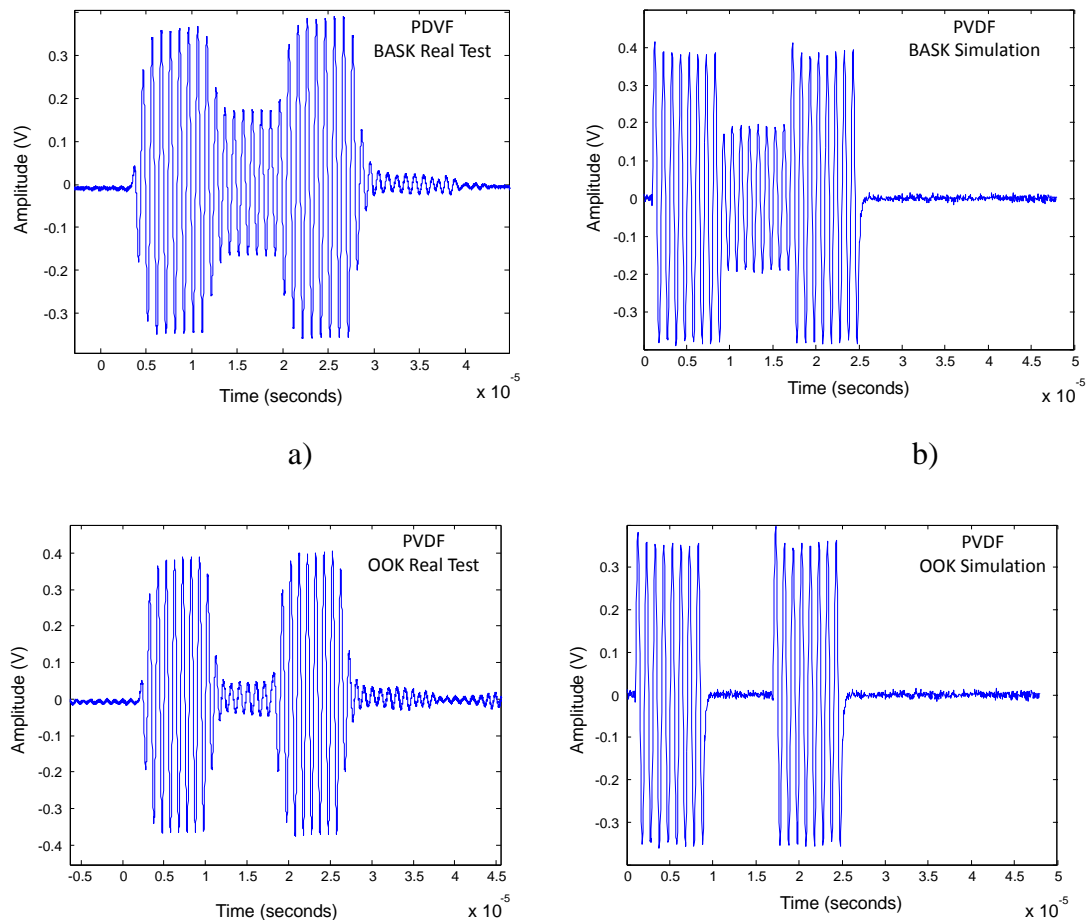 PDVF
BASK Real Test
0.3
0.2
0.1
0
-0.1
-0.2
-0.3
Amplitude (V)
0 0.5 1 1.5 2 2.5 3 3.5 4 4.5
Time (seconds)
x 10⁻⁵
PVDF
BASK Simulation
0.4
0.3
0.2
0.1
0
-0.1
-0.2
-0.3
Amplitude (V)
0 0.5 1 1.5 2 2.5 3 3.5 4 4.5 5
Time (seconds)
x 10⁻⁵
a) b)
PVDF
OOK Real Test
0.4
0.3
0.2
0.1
0
-0.1
-0.2
-0.3
-0.4
Amplitude (V)
-0.5 0 0.5 1 1.5 2 2.5 3 3.5 4 4.5
Time (seconds)
x 10⁻⁵
PVDF
OOK Simulation
0.3
0.2
0.1
0
-0.1
-0.2
-0.3
Amplitude (V)
0 0.5 1 1.5 2 2.5 3 3.5 4 4.5 5
Time (seconds)
x 10⁻⁵